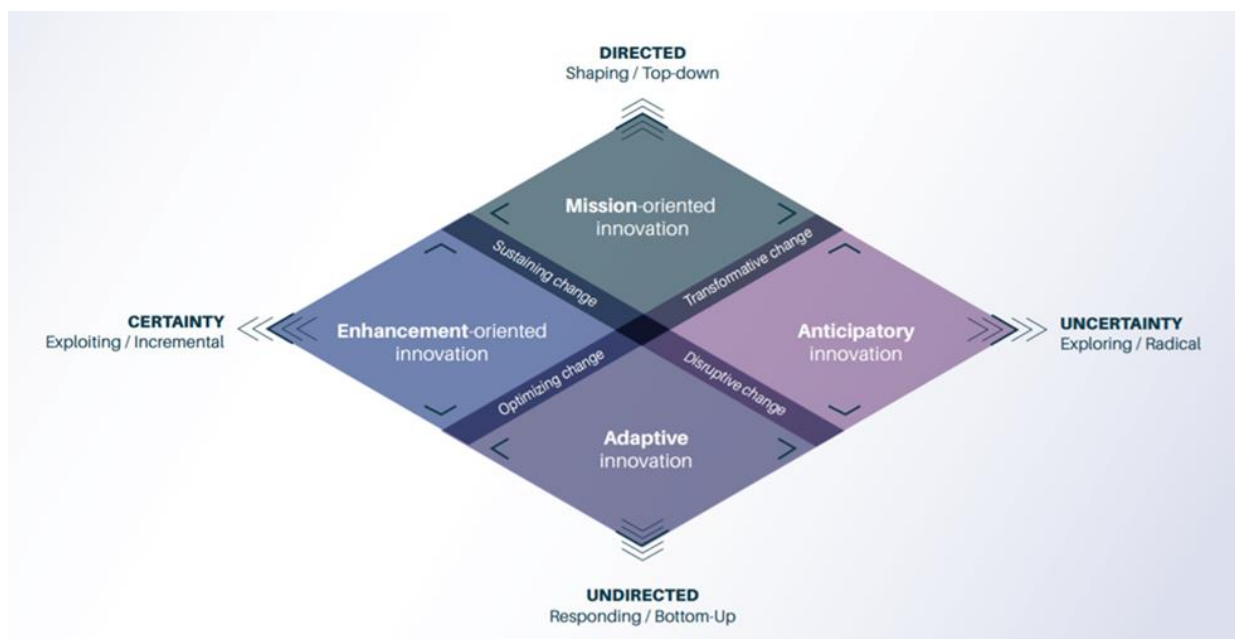 DIRECTED
Shaping / Top-down
Mission-oriented
innovation
Sustaining change
Transformative change
CERTAINTY
Exploiting / Incremental
Enhancement-oriented
innovation
Anticipatory
innovation
UNCERTAINTY
Exploring / Radical
Optimizing change
Disruptive change
Adaptive
innovation
UNDIRECTED
Responding / Bottom-Up